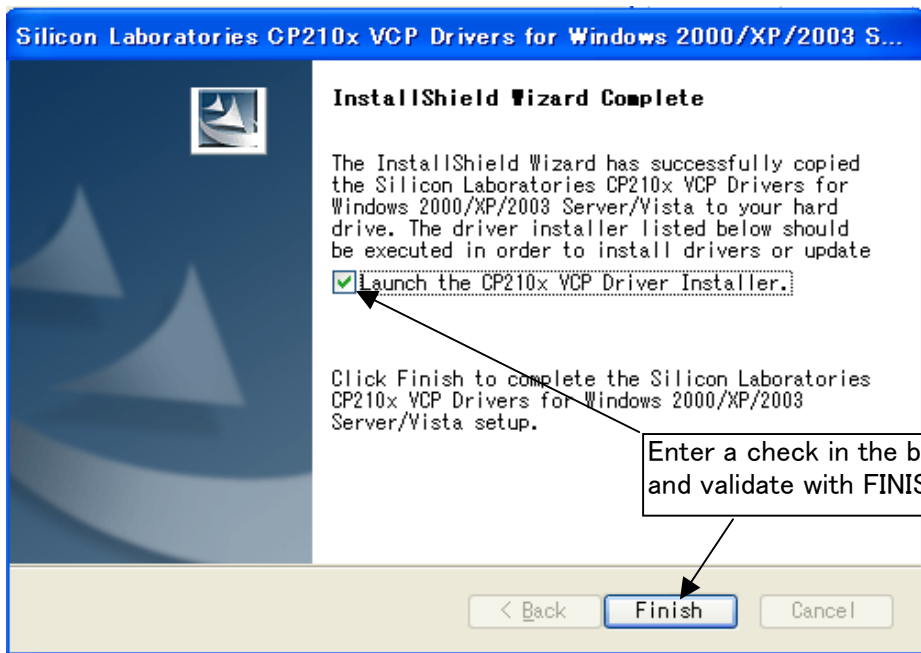 Silicon Laboratories CP210x VCP Drivers for Windows 2000/XP/2003 S...
InstallShield Wizard Complete
The InstallShield Wizard has successfully copied
the Silicon Laboratories CP210x VCP Drivers for
Windows 2000/XP/2003 Server/Vista to your hard
drive. The driver installer listed below should
be executed in order to install drivers or update
Launch the CP210x VCP Driver Installer.
Click Finish to complete the Silicon Laboratories
CP210x VCP Drivers for Windows 2000/XP/2003
Server/Vista setup.
Enter a check in the b
and validate with FINIS
< Back Finish Cancel